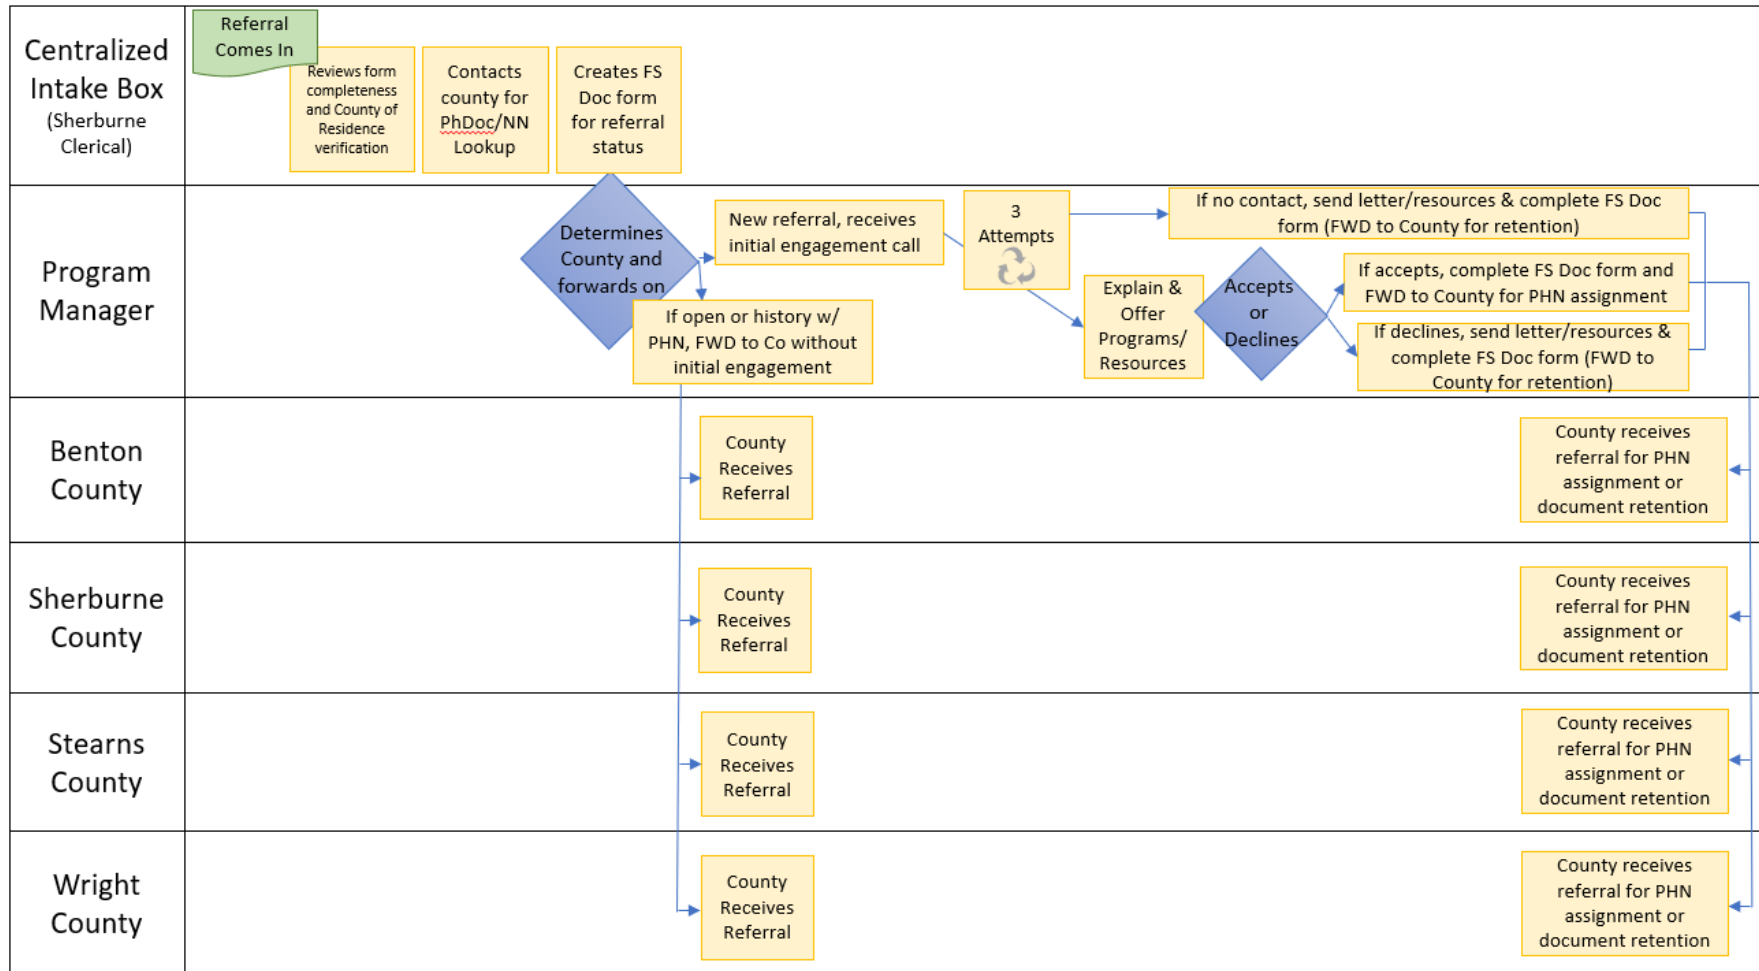 Centralized
Intake Box
(Sherburne
Clerical)
Referral
Comes In
Reviews form
completeness
and County of
Residence
verification
Contacts
county for
PhDoc/NN
Lookup
Creates FS
Doc form
for referral
status
Program
Manager
Determines
County and
forwards on
New referral, receives
initial engagement call
If open or history w/
PHN, FWD to Co without
initial engagement
3
Attempts
If no contact, send letter/resources & complete FS Doc
form (FWD to County for retention)
Explain &
Offer
Programs/
Resources
Accepts
or
Declines
If accepts, complete FS Doc form and
FWD to County for PHN assignment
If declines, send letter/resources &
complete FS Doc form (FWD to
County for retention)
Benton
County
County
Receives
Referral
County receives
referral for PHN
assignment or
document retention
Sherburne
County
County
Receives
Referral
County receives
referral for PHN
assignment or
document retention
Stearns
County
County
Receives
Referral
County receives
referral for PHN
assignment or
document retention
Wright
County
County
Receives
Referral
County receives
referral for PHN
assignment or
document retention